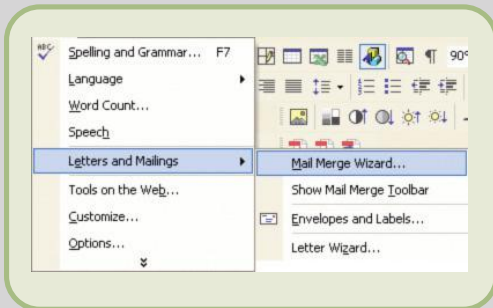 ABC
Spelling and Grammar... F7
90%
Language
Word Count...
Speech
Letters and Mailings
Mail Merge Wizard...
Tools on the Web...
Show Mail Merge Toolbar
Customize...
Envelopes and Labels...
Options...
Letter Wizard...